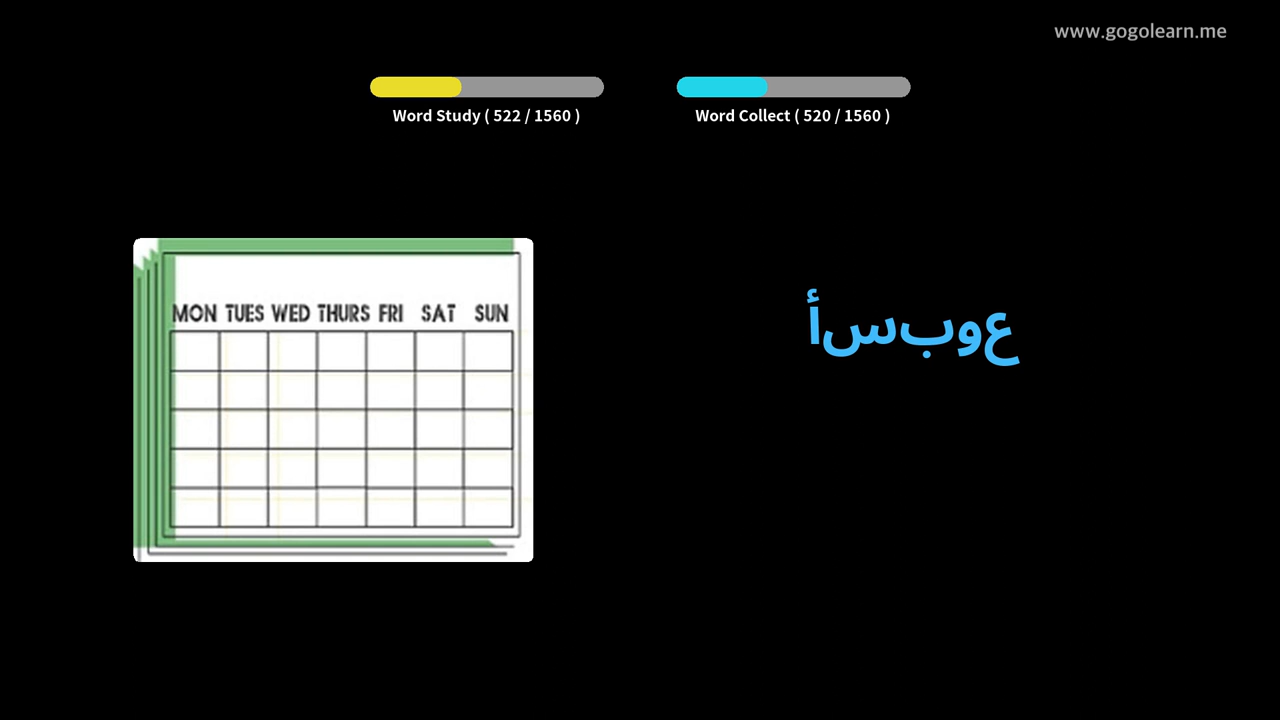 www.gogolearn.me
Word Study ( 522 / 1560 )
Word Collect ( 520 / 1560 )
MON TUES WED THURS FRI SAT SUN
أسبوع